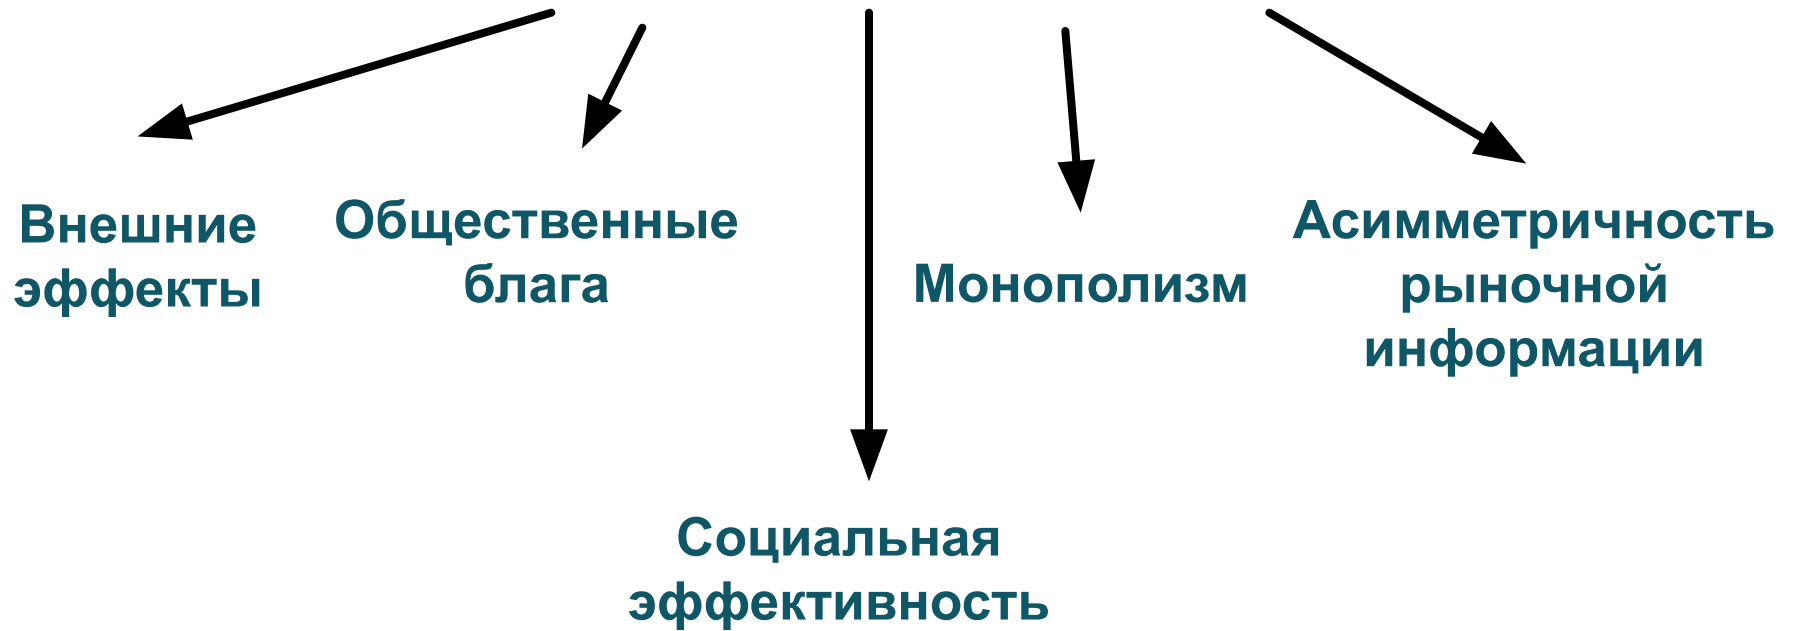 Внешние
эффекты
Общественные
блага
Монополизм
Асимметричность
рыночной
информации
Социальная
эффективность